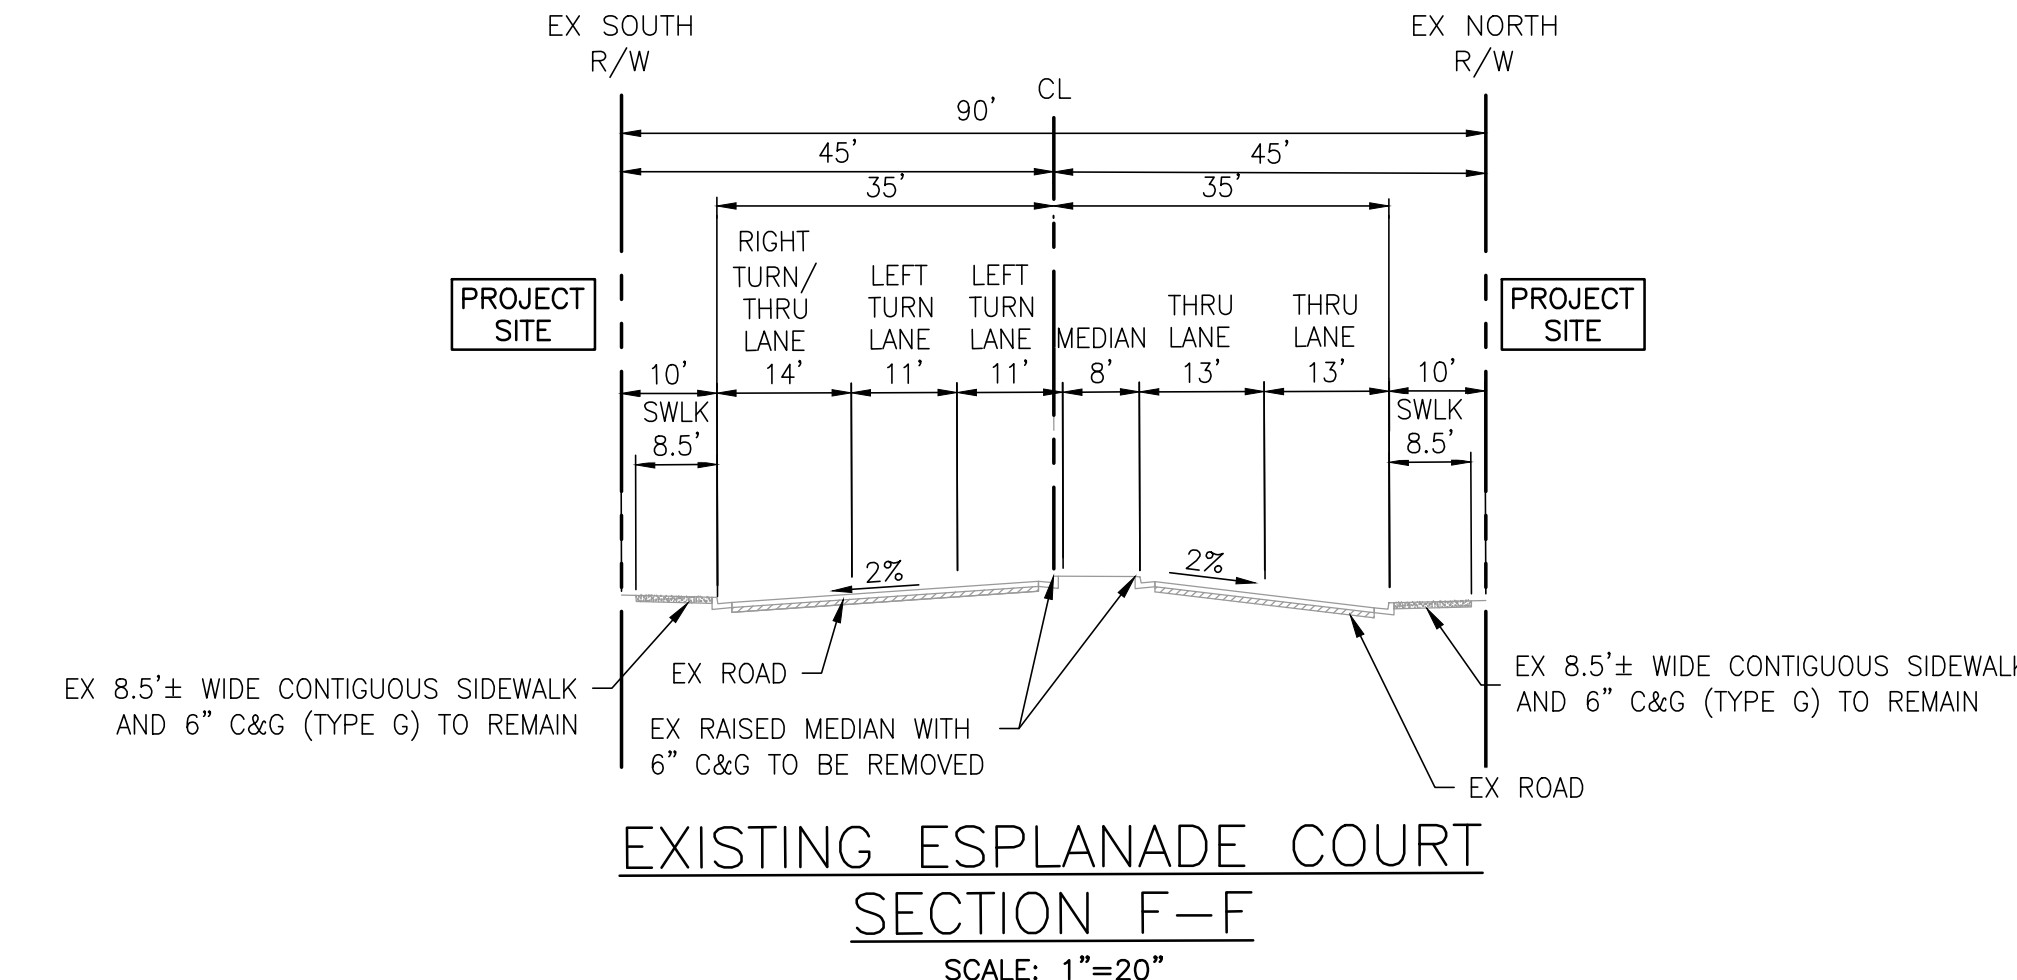 EX SOUTH
R/W
EX NORTH
R/W
CL
90'
45'
45'
35'
35'
RIGHT
TURN/
THRU
LANE
14'
LEFT
TURN
LANE
11'
LEFT
TURN
LANE
11'
MEDIAN
8'
THRU
LANE
13'
THRU
LANE
13'
PROJECT
SITE
PROJECT
SITE
10'
SWLK
8.5'
10'
SWLK
8.5'
2%
2%
EX 8.5'± WIDE CONTIGUOUS SIDEWALK
AND 6" C&G (TYPE G) TO REMAIN
EX ROAD
EX RAISED MEDIAN WITH
6" C&G TO BE REMOVED
EX 8.5'± WIDE CONTIGUOUS SIDEWALK
AND 6" C&G (TYPE G) TO REMAIN
EX ROAD
EXISTING ESPLANADE COURT
SECTION F-F
SCALE: 1"=20"